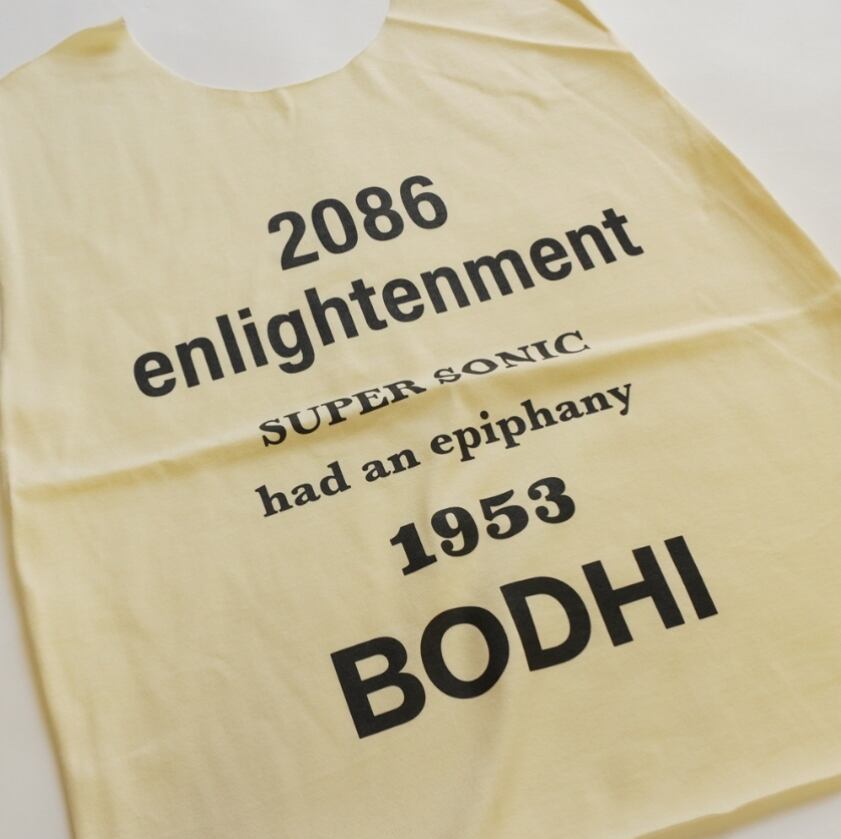 2086
enlightenment
SUPER SONIC
had an epiphany
1953
BODHI